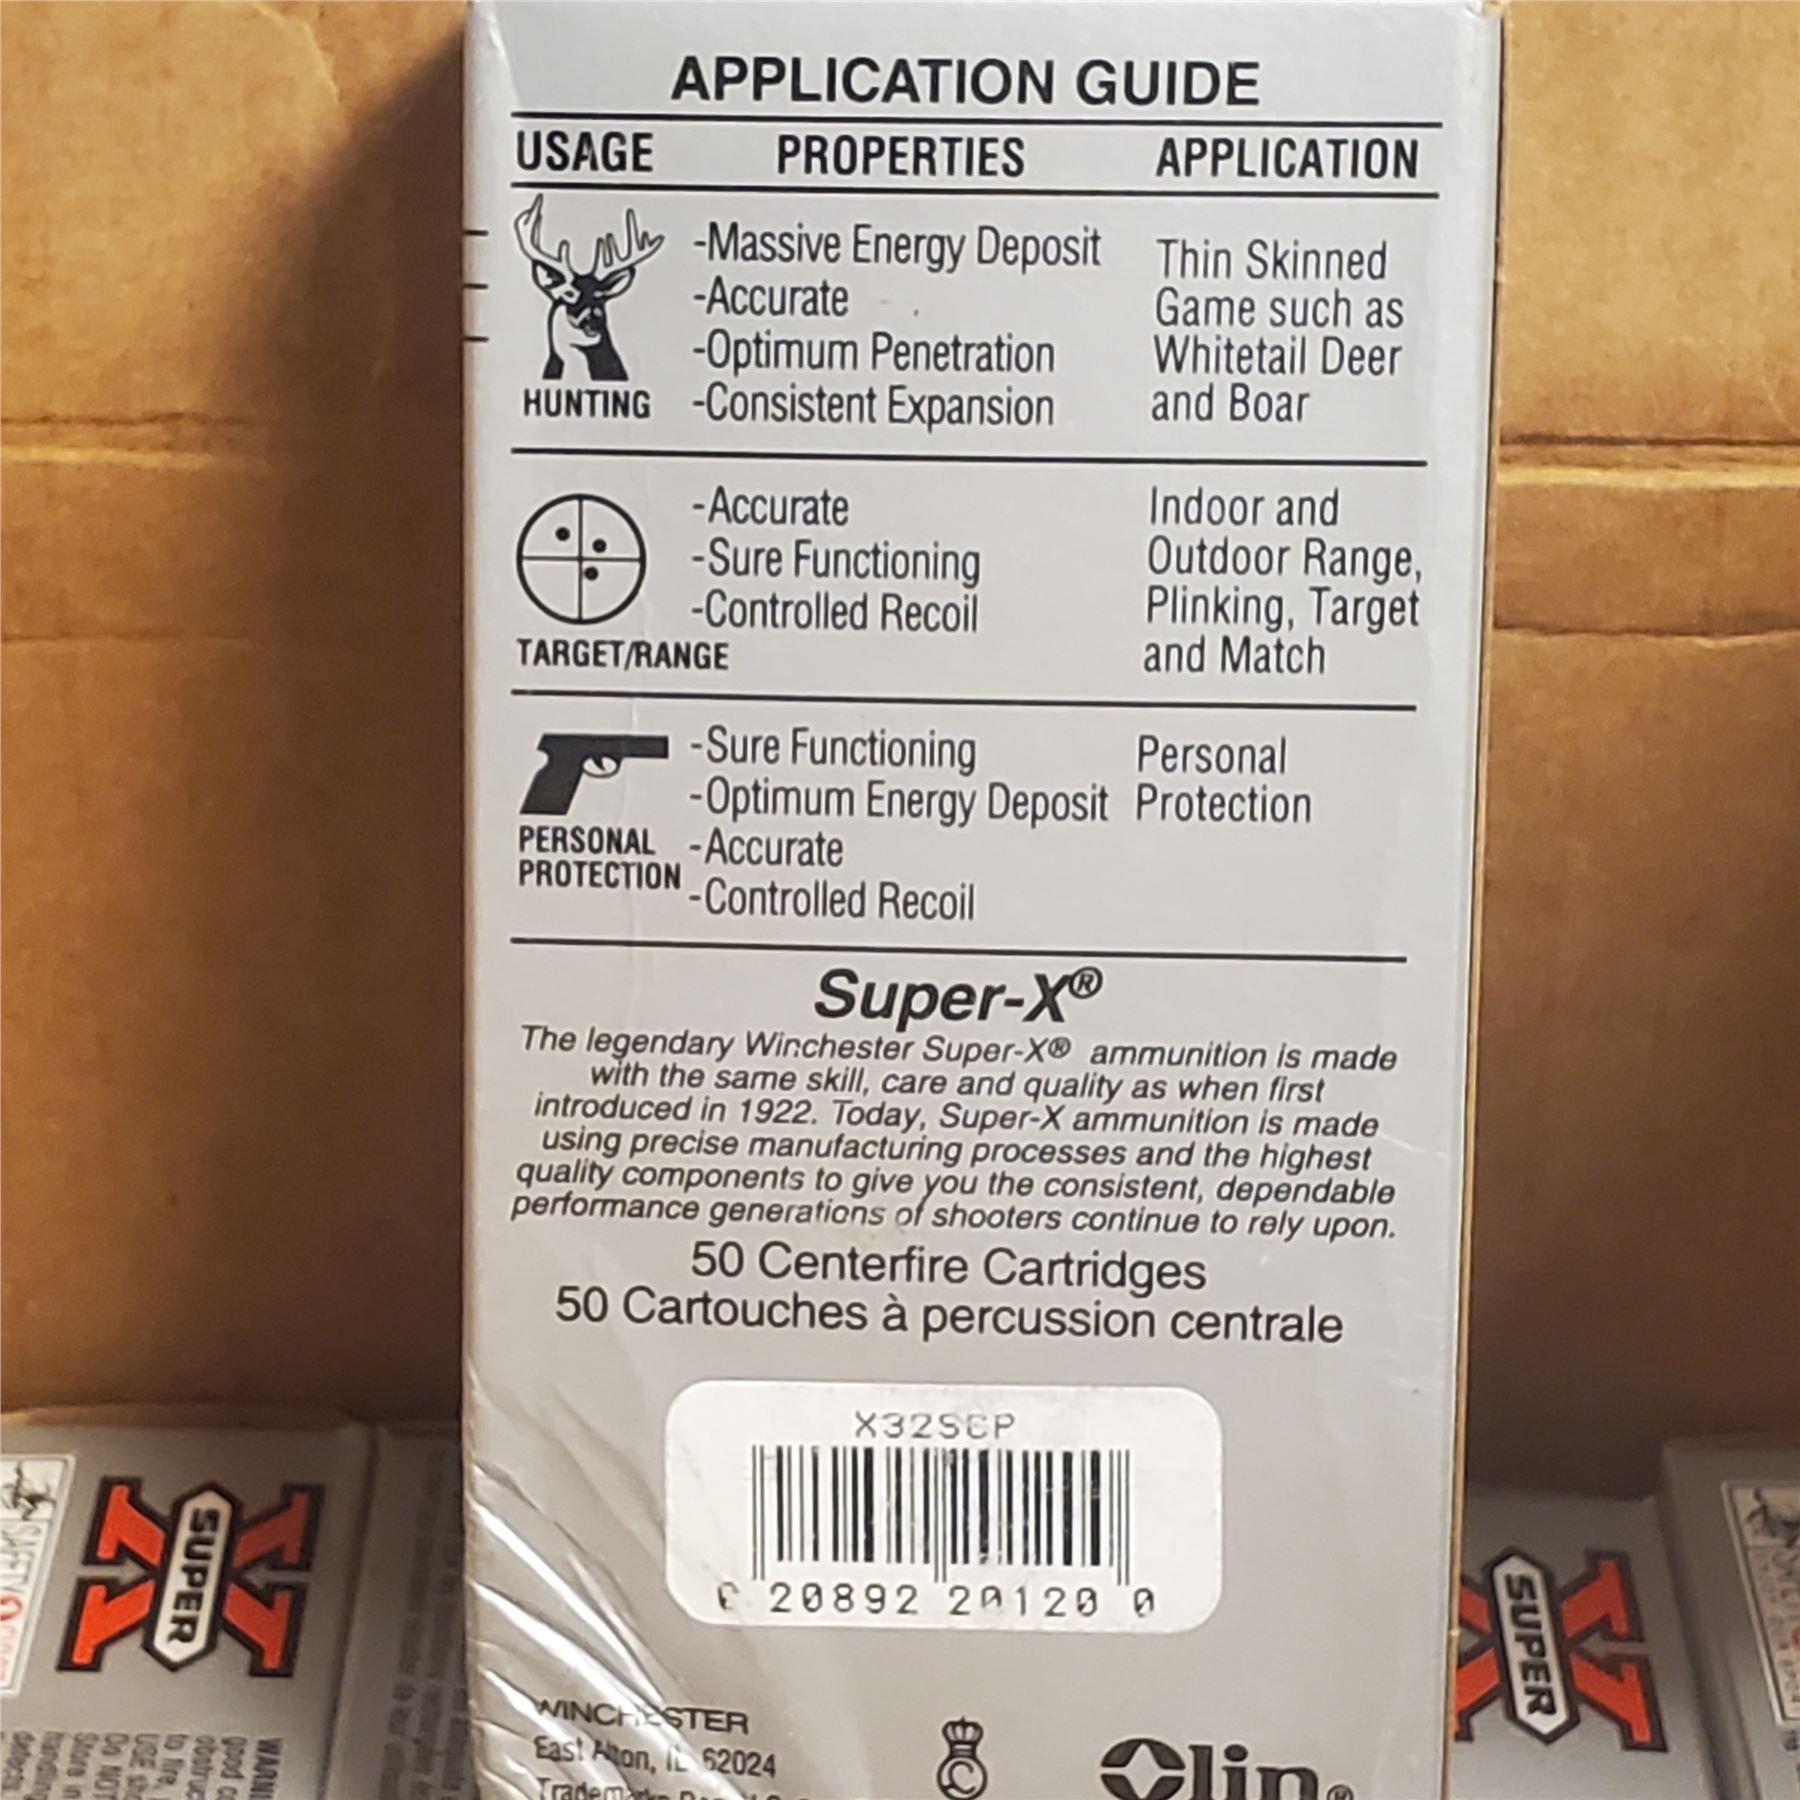 APPLICATION GUIDE
USAGE PROPERTIES APPLICATION
-Massive Energy Deposit
-Accurate
-Optimum Penetration
-Consistent Expansion
HUNTING
Thin Skinned
Game such as
Whitetail Deer
and Boar
-Accurate
-Sure Functioning
-Controlled Recoil
TARGET/RANGE
Indoor and
Outdoor Range,
Plinking, Target
and Match
-Sure Functioning
-Optimum Energy Deposit
-Accurate
-Controlled Recoil
PERSONAL
PROTECTION
Personal
Protection
Super-X®
The legendary Winchester Super-X® ammunition is made
with the same skill, care and quality as when first
introduced in 1922. Today, Super-X ammunition is made
using precise manufacturing processes and the highest
quality components to give you the consistent, dependable
performance generations of shooters continue to rely upon.
50 Centerfire Cartridges
50 Cartouches à percussion centrale
X32SCP
0 20892 20120 0
WINCHESTER
East Alton, IL 62024
Olin®
X
SUPER
X
SUPER